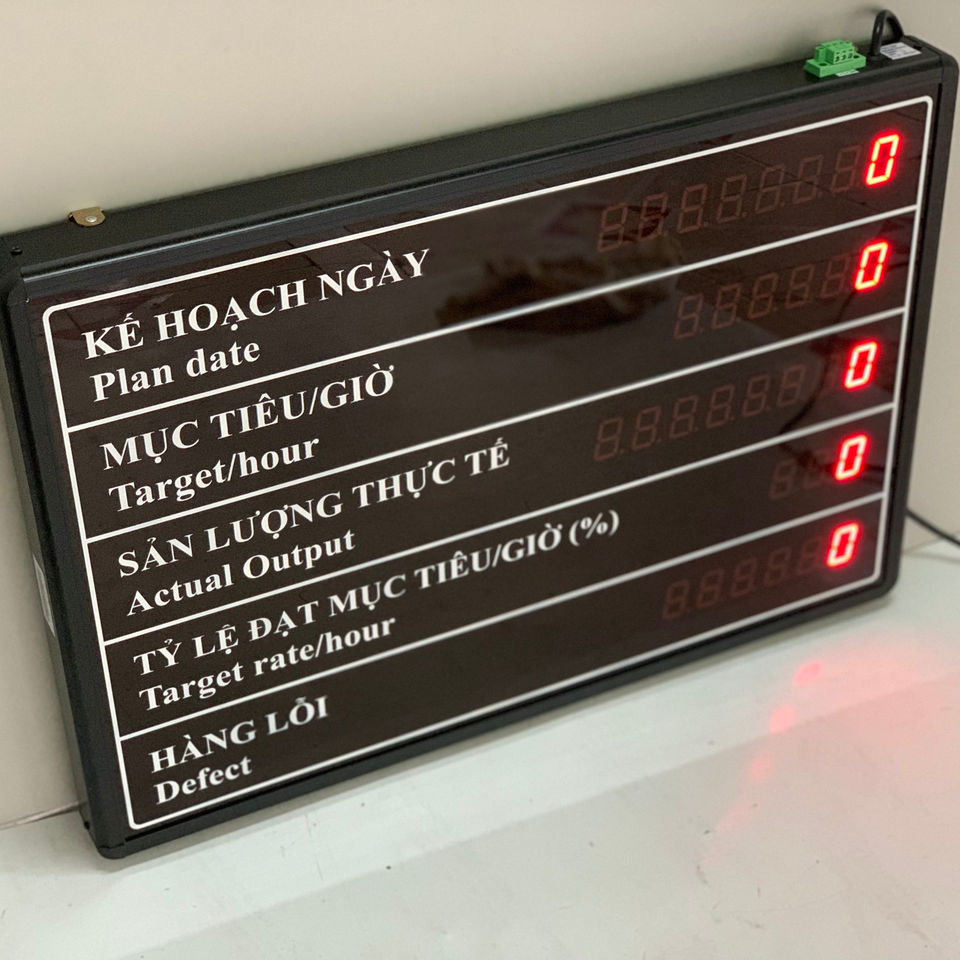 KẾ HOẠCH NGÀY 0
Plan date
MỤC TIÊU/GIỜ 0
Target/hour
SẢN LƯỢNG THỰC TẾ 0
Actual Output
TỶ LỆ ĐẠT MỤC TIÊU/GIỜ (%) 0
Target rate/hour
HÀNG LỖI 0
Defect